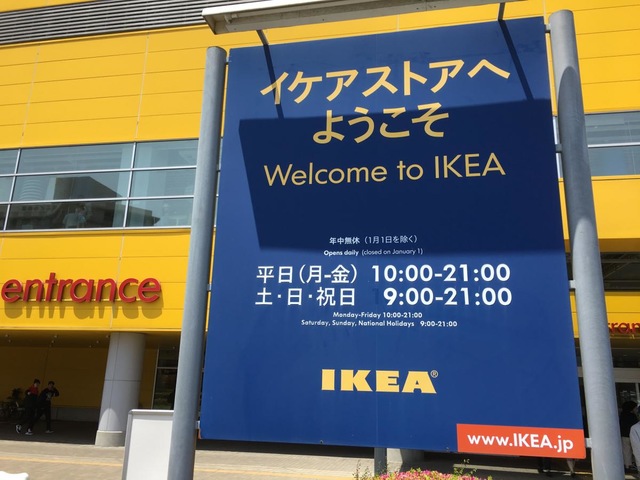 イケアストアへ
ようこそ
Welcome to IKEA
年中無休（1月1日を除く）
Opens daily (closed on January 1)
平日（月-金） 10:00-21:00
土・日・祝日 9:00-21:00
Monday-Friday 10:00-21:00
Saturday, Sunday, National Holidays 9:00-21:00
IKEA®
www.IKEA.jp
entrance